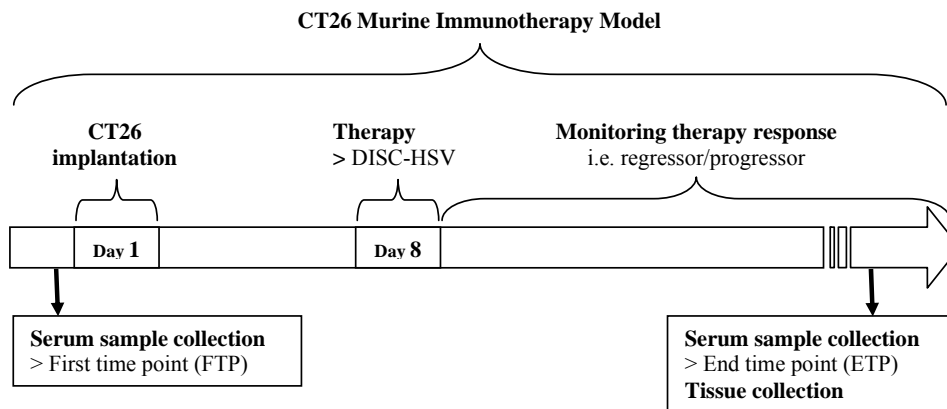 CT26 Murine Immunotherapy Model
CT26
implantation
Therapy
> DISC-HSV
Monitoring therapy response
i.e. regressor/progressor
Day 1
Day 8
Serum sample collection
> First time point (FTP)
Serum sample collection
> End time point (ETP)
Tissue collection